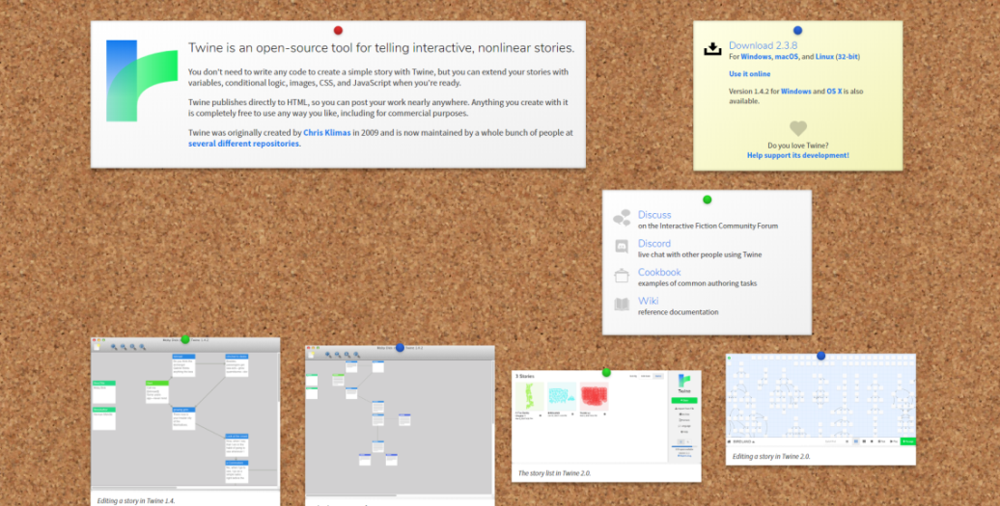 Twine is an open-source tool for telling interactive, nonlinear stories.
You don't need to write any code to create a simple story with Twine, but you can extend your stories with
variables, conditional logic, images, CSS, and JavaScript when you're ready.
Twine publishes directly to HTML, so you can post your work nearly anywhere. Anything you create with it
is completely free to use any way you like, including for commercial purposes.
Twine was originally created by Chris Klimas in 2009 and is now maintained by a whole bunch of people at
several different repositories.
Download 2.3.8
For Windows, macOS, and Linux (32-bit)
Use it online
Version 1.4.2 for Windows and OS X is also
available.
Do you love Twine?
Help support its development!
Discuss
on the Interactive Fiction Community Forum
Discord
live chat with other people using Twine
Cookbook
examples of common authoring tasks
Wiki
reference documentation
Editing a story in Twine 1.4.
3 Stories
Twine
The story list in Twine 2.0.
Editing a story in Twine 2.0.